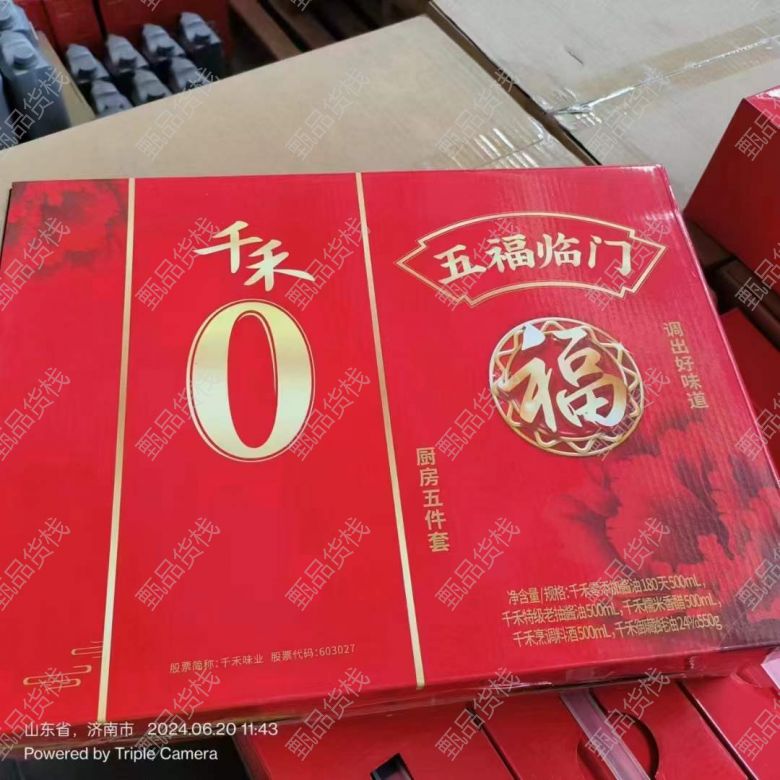 千禾
0
五福临门
福
调出好味道
厨房五件套
净含量/规格:千禾零添加酱油180天500mL,
千禾特级老抽酱油500mL,千禾糯米香醋500mL,
千禾烹调料酒500mL,千禾御藏蚝油24%550g
股票简称:千禾味业 股票代码:603027
山东省，济南市 2024.06.20 11:43
Powered by Triple Camera
甄品货栈